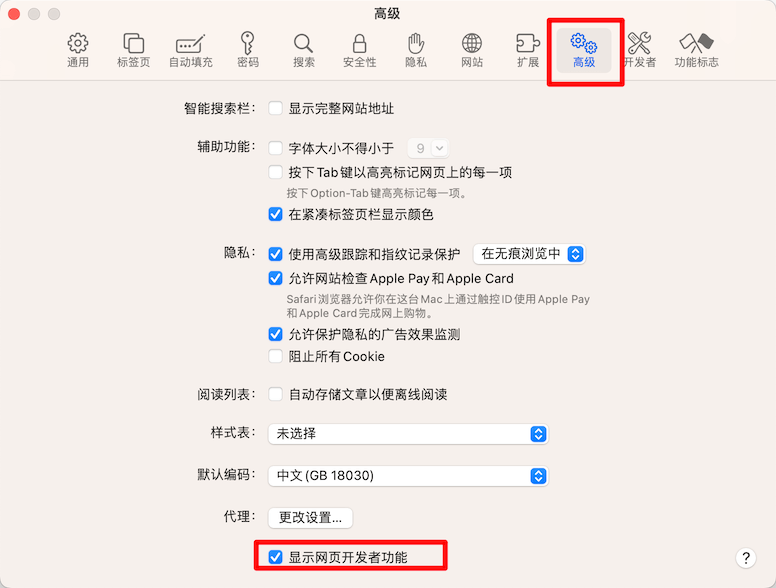 高级
通用 标签页 自动填充 密码 搜索 安全性 隐私 网站 扩展 高级 开发者 功能标志
智能搜索栏： 显示完整网站地址
辅助功能： 字体大小不得小于 9
按下 Tab 键以高亮标记网页上的每一项
按下 Option-Tab 键高亮标记每一项。
在紧凑标签页栏显示颜色
隐私： 使用高级跟踪和指纹记录保护 在无痕浏览中
允许网站检查 Apple Pay 和 Apple Card
Safari 浏览器允许你在这台 Mac 上通过触控 ID 使用 Apple Pay
和 Apple Card 完成网上购物。
允许保护隐私的广告效果监测
阻止所有 Cookie
阅读列表： 自动存储文章以便离线阅读
样式表： 未选择
默认编码： 中文 (GB 18030)
代理： 更改设置...
显示网页开发者功能
?